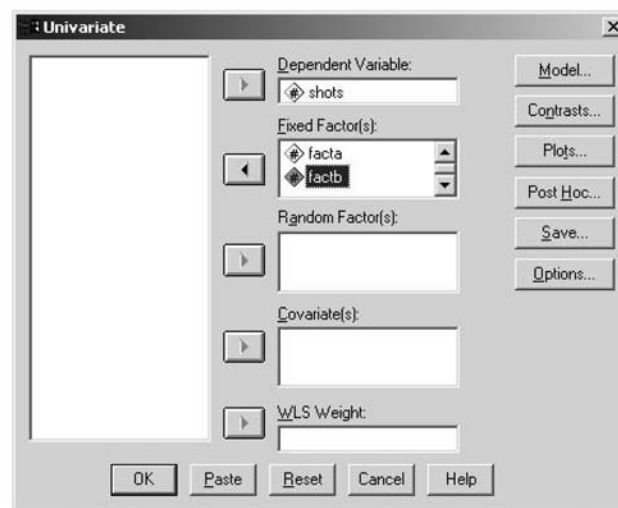 Univariate
Dependent Variable:
# shots
Fixed Factor(s):
# facta
# factb
Random Factor(s):
Covariate(s):
WLS Weight:
Model...
Contrasts...
Plots...
Post Hoc...
Save...
Options...
OK Paste Reset Cancel Help